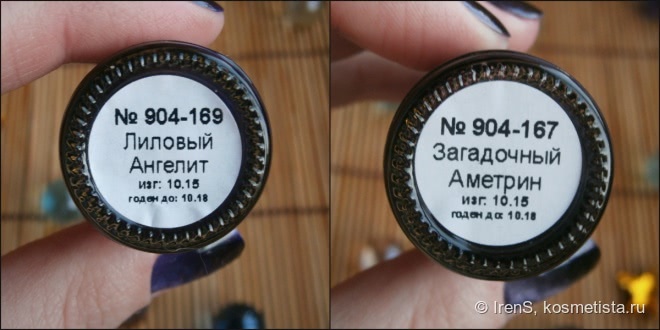 № 904-169
Лиловый
Ангелит
изг: 10.15
годен до: 10.18
№ 904-167
Загадочный
Аметрин
изг: 10.15
годен до: 10.18
© IrenS, kosmetista.ru